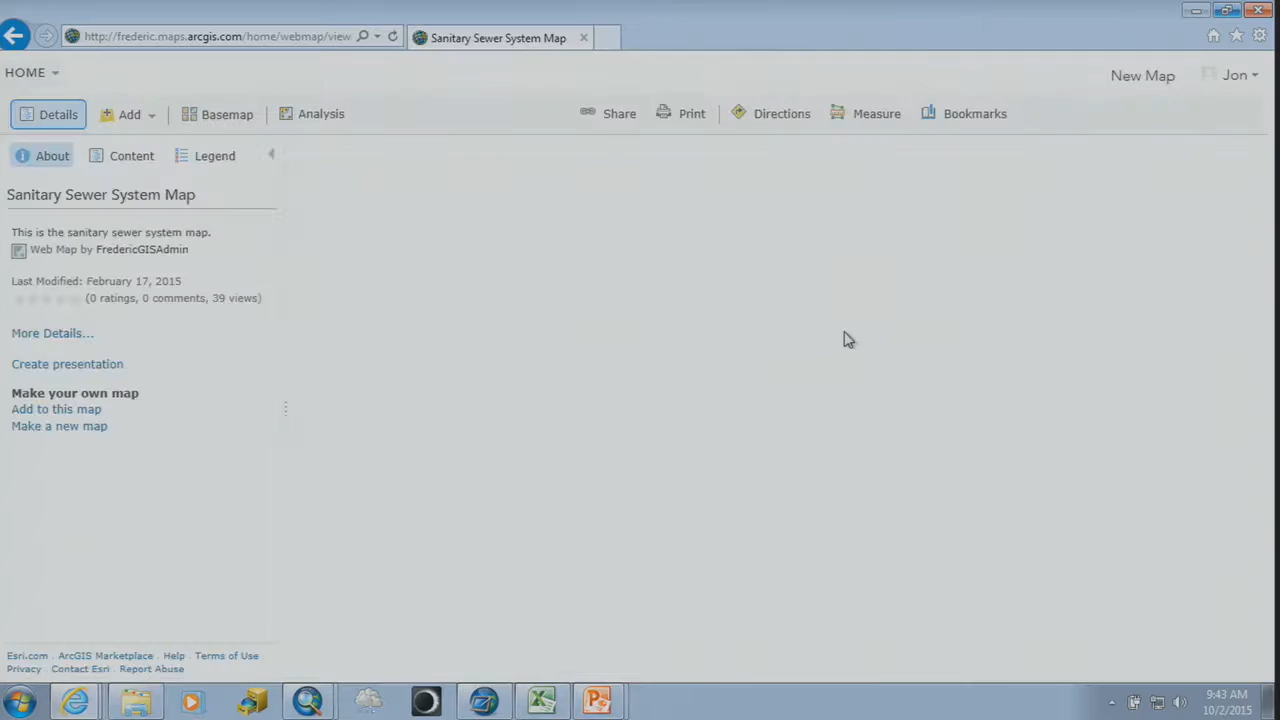 http://frederic.maps.arcgis.com/home/webmap/view
Sanitary Sewer System Map
HOME
New Map
Jon
Details
Add
Basemap
Analysis
Share
Print
Directions
Measure
Bookmarks
About
Content
Legend
Sanitary Sewer System Map
This is the sanitary sewer system map.
Web Map by FredericGISAdmin
Last Modified: February 17, 2015
(0 ratings, 0 comments, 39 views)
More Details...
Create presentation
Make your own map
Add to this map
Make a new map
Esri.com . ArcGIS Marketplace . Help . Terms of Use
Privacy . Contact Esri . Report Abuse
9:43 AM
10/2/2015